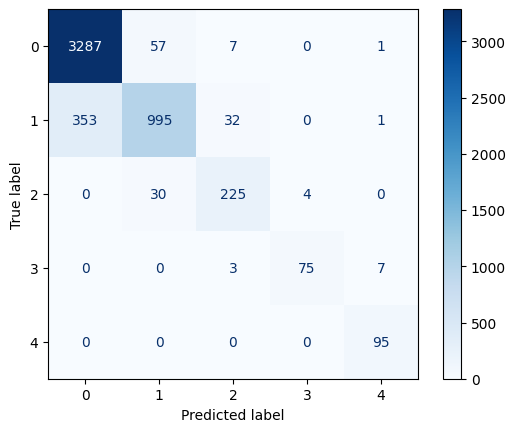 0 3287 57 7 0 1
1 353 995 32 0 1
2 0 30 225 4 0
3 0 0 3 75 7
4 0 0 0 0 95
0 1 2 3 4
True label
Predicted label
3000
2500
2000
1500
1000
500
0